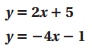 y = 2x + 5
y = −4x − 1